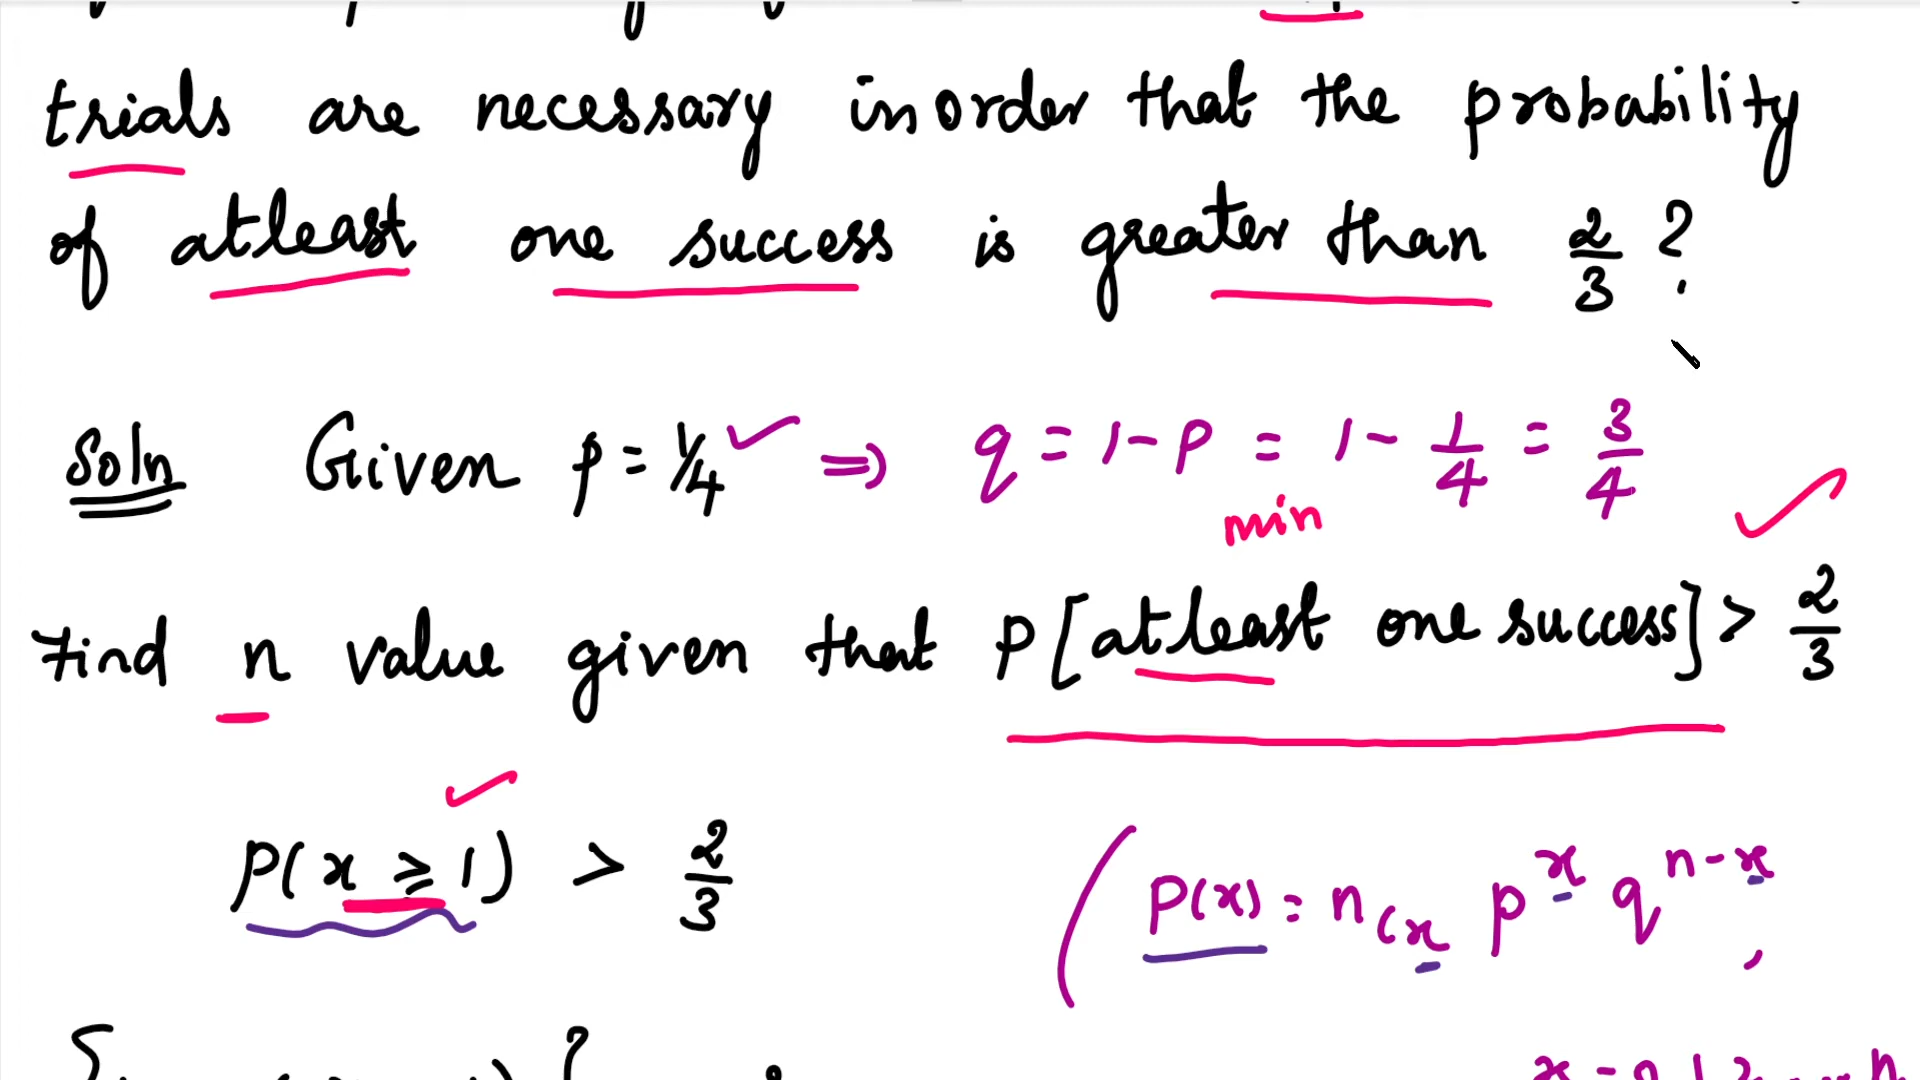 trials are necessary inorder that the probability
of atleast one success is greater than 2/3 ?
Soln Given p = 1/4 ⇒ q = 1 - p = 1 - 1/4 = 3/4
min
Find n value given that P[atleast one success] > 2/3
P(x ≥ 1) > 2/3
(P(x) = nCx p^x q^(n-x),